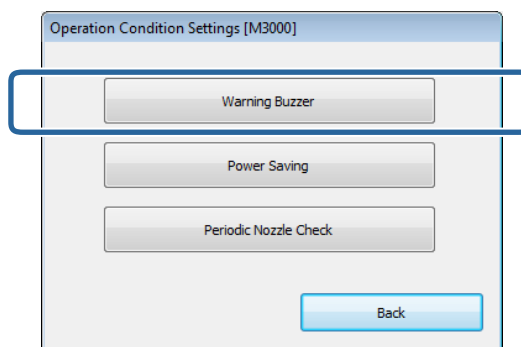 Operation Condition Settings [M3000]
Warning Buzzer
Power Saving
Periodic Nozzle Check
Back